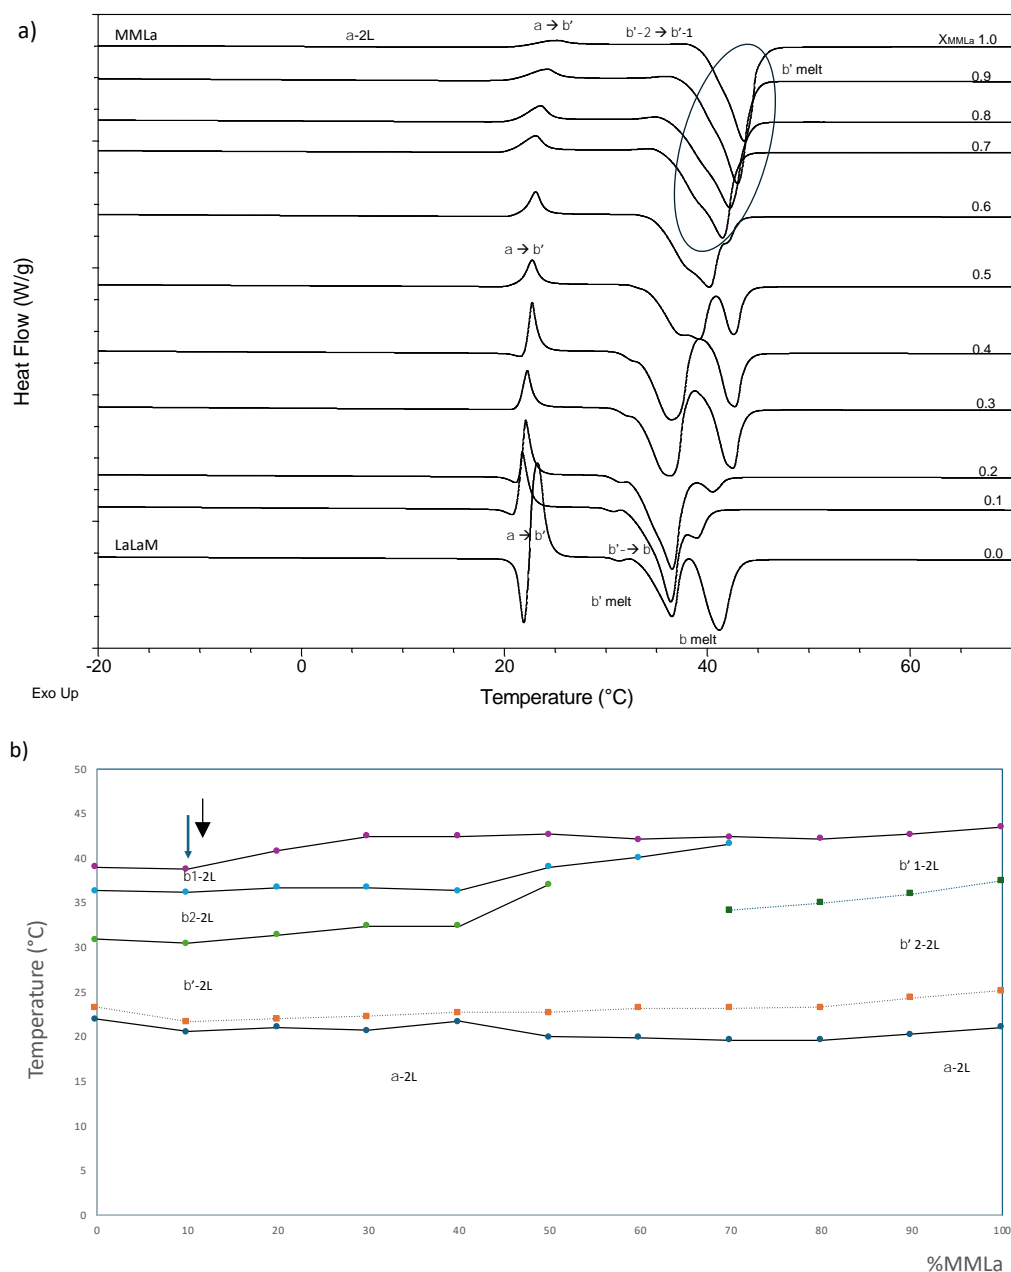 a)
MMLa
a-2L
a → b'
b'-2 → b'-1
XMMLa 1.0
b' melt
0.9
0.8
0.7
0.6
a → b'
0.5
0.4
0.3
0.2
0.1
a → b'
LaLaM
b'-→ b
0.0
b' melt
b melt
Heat Flow (W/g)
-20
0
20
40
60
Exo Up
Temperature (°C)
b)
50
45
40
35
30
25
20
15
10
5
0
Temperature (°C)
b1-2L
b' 1-2L
b2-2L
b' 2-2L
b'-2L
a-2L
a-2L
0
10
20
30
40
50
60
70
80
90
100
%MMLa